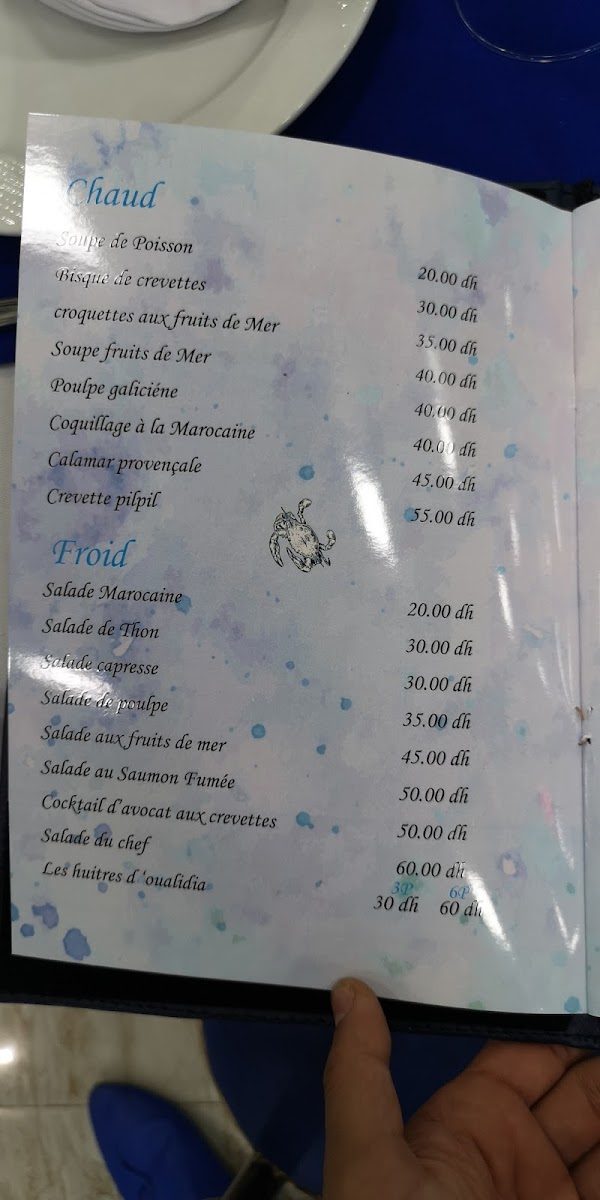 Chaud
Soupe de Poisson 20.00 dh
Bisque de crevettes 30.00 dh
croquettes aux fruits de Mer 35.00 dh
Soupe fruits de Mer 40.00 dh
Poulpe galiciéne 40.00 dh
Coquillage à la Marocaine 40.00 dh
Calamar provençale 45.00 dh
Crevette pilpil 55.00 dh
Froid
Salade Marocaine 20.00 dh
Salade de Thon 30.00 dh
Salade capresse 30.00 dh
Salade de poulpe 35.00 dh
Salade aux fruits de mer 45.00 dh
Salade au Saumon Fumée 50.00 dh
Cocktail d'avocat aux crevettes 50.00 dh
Salade du chef 60.00 dh
3P 6P
Les huitres d 'oualidia 30 dh 60 dh